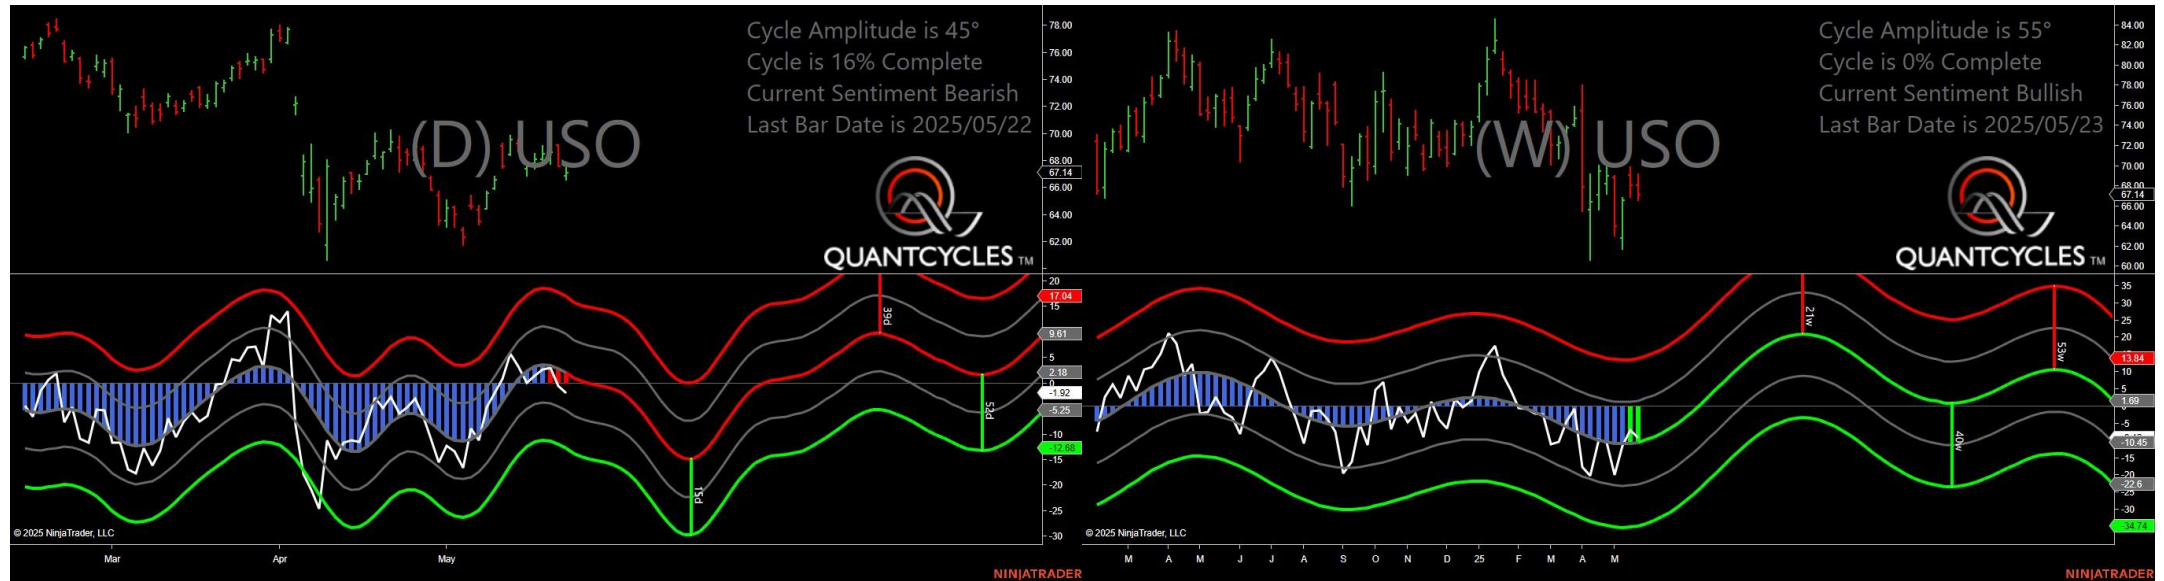 Cycle Amplitude is 45°
Cycle is 16% Complete
Current Sentiment Bearish
Last Bar Date is 2025/05/22
(D) USO
QUANTCYCLES TM
78.00
76.00
74.00
72.00
70.00
68.00
67.14
66.00
64.00
62.00
20
17.04
15
9.61
5
2.18
0
-1.92
-5.25
-10
-12.68
-15
-20
-25
-30
39d
52d
15d
© 2025 NinjaTrader, LLC
Mar
Apr
May
NINJATRADER
Cycle Amplitude is 55°
Cycle is 0% Complete
Current Sentiment Bullish
Last Bar Date is 2025/05/23
(W) USO
QUANTCYCLES TM
84.00
82.00
80.00
78.00
76.00
74.00
72.00
70.00
68.00
67.14
66.00
64.00
62.00
60.00
35
30
25
20
13.84
10
5
1.69
-5
-10.45
-15
-20
-22.6
-25
-30
-34.74
21w
53w
40w
© 2025 NinjaTrader, LLC
M
A
M
J
J
A
S
O
N
D
25
F
M
A
M
NINJATRADER